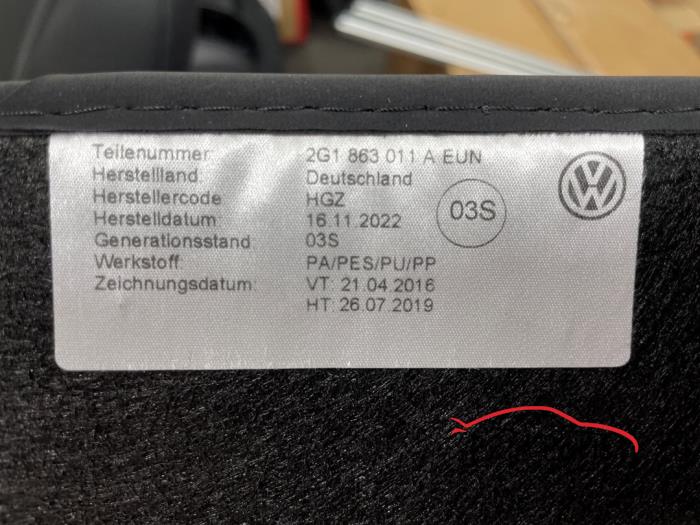 Teilenummer: 2G1 863 011 A EUN
Herstellland: Deutschland
Herstellercode HGZ
Herstelldatum: 16.11.2022
Generationsstand: 03S
Werkstoff: PA/PES/PU/PP
Zeichnungsdatum: VT: 21.04.2016
HT: 26.07.2019
03S
VW